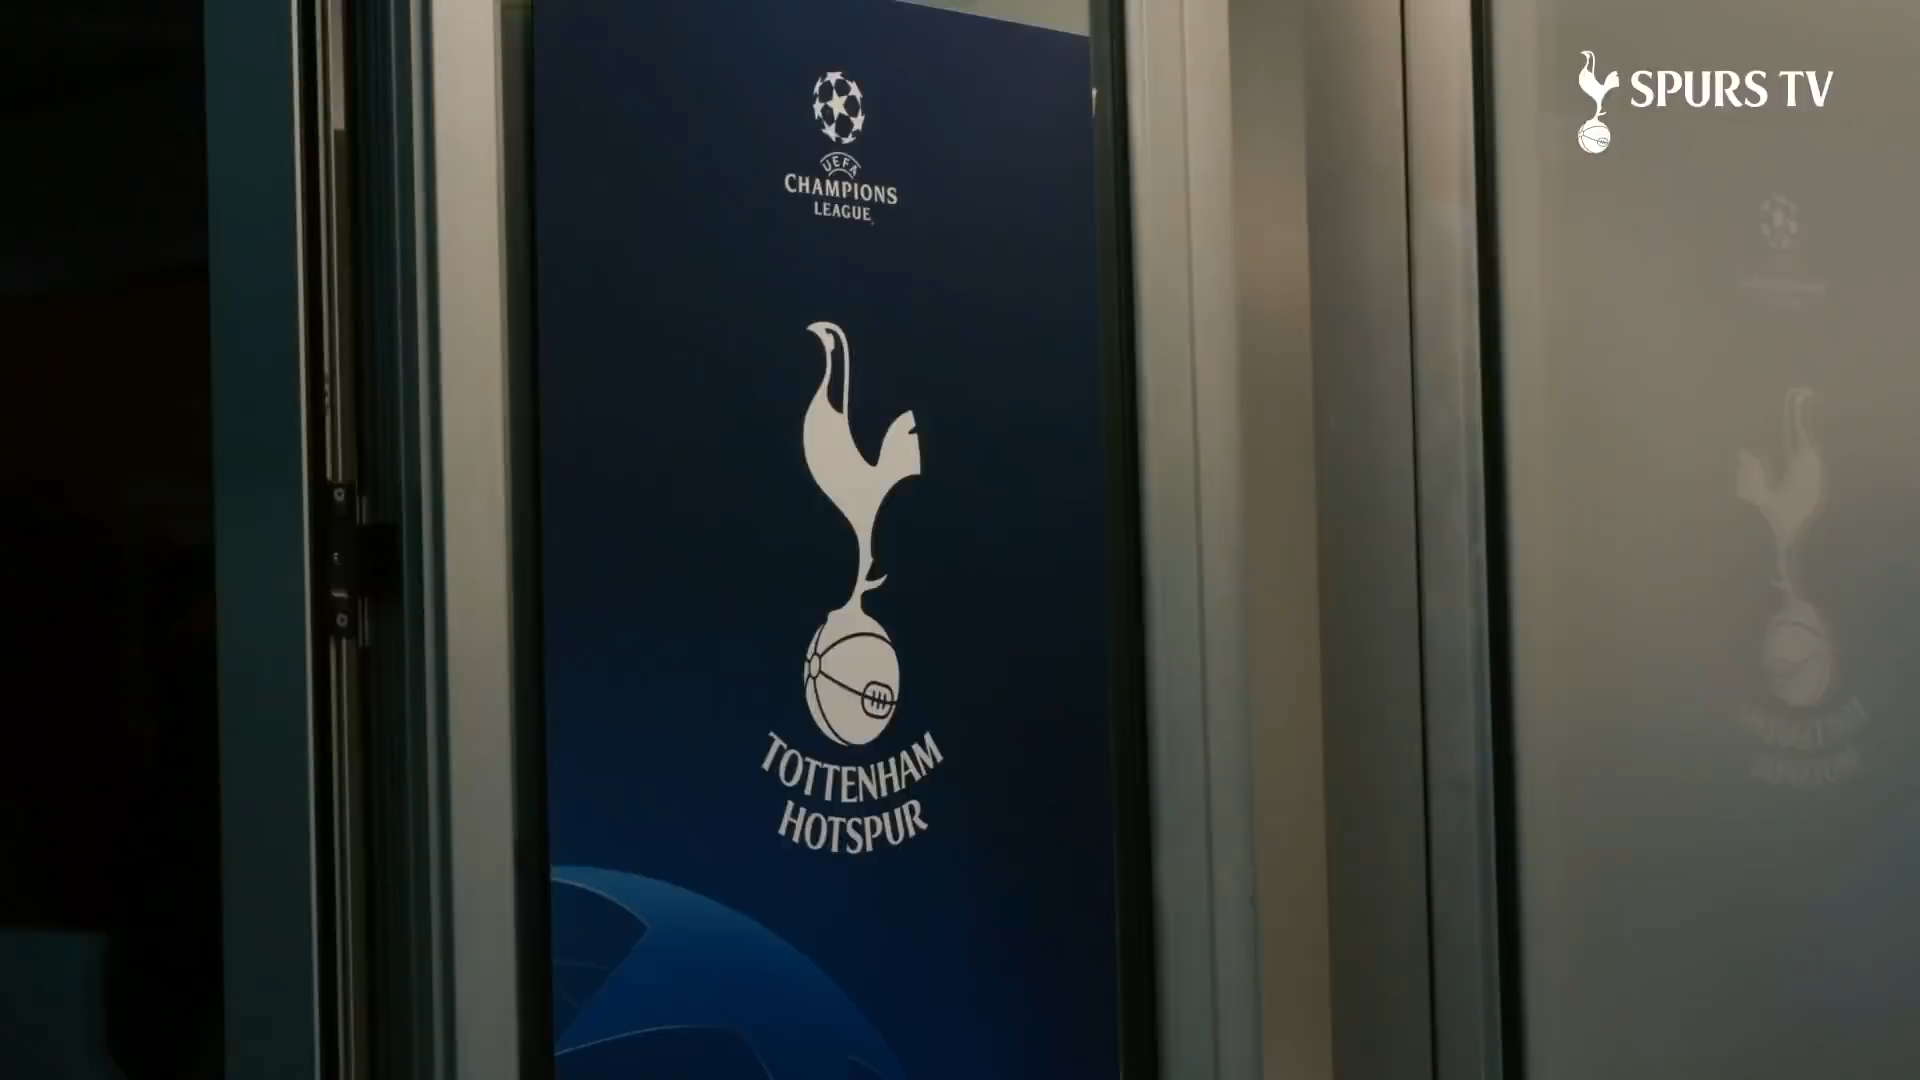 SPURS TV
UEFA
CHAMPIONS
LEAGUE
TOTTENHAM
HOTSPUR